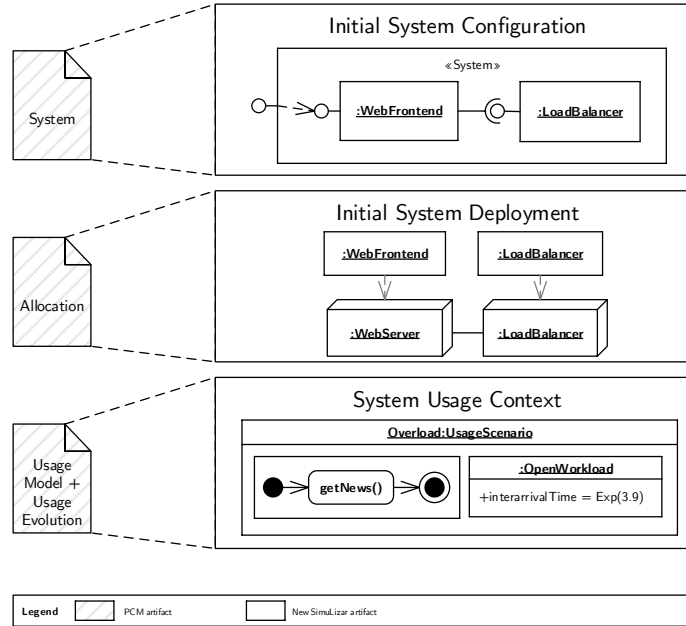 Initial System Configuration
«System»
System
:WebFrontend
:LoadBalancer
Initial System Deployment
:WebFrontend
:LoadBalancer
Allocation
:WebServer
:LoadBalancer
System Usage Context
Overload:UsageScenario
Usage
Model +
Usage
Evolution
getNews()
:OpenWorkload
+interarrivalTime = Exp(3.9)
Legend
PCM artifact
New SimuLizar artifact